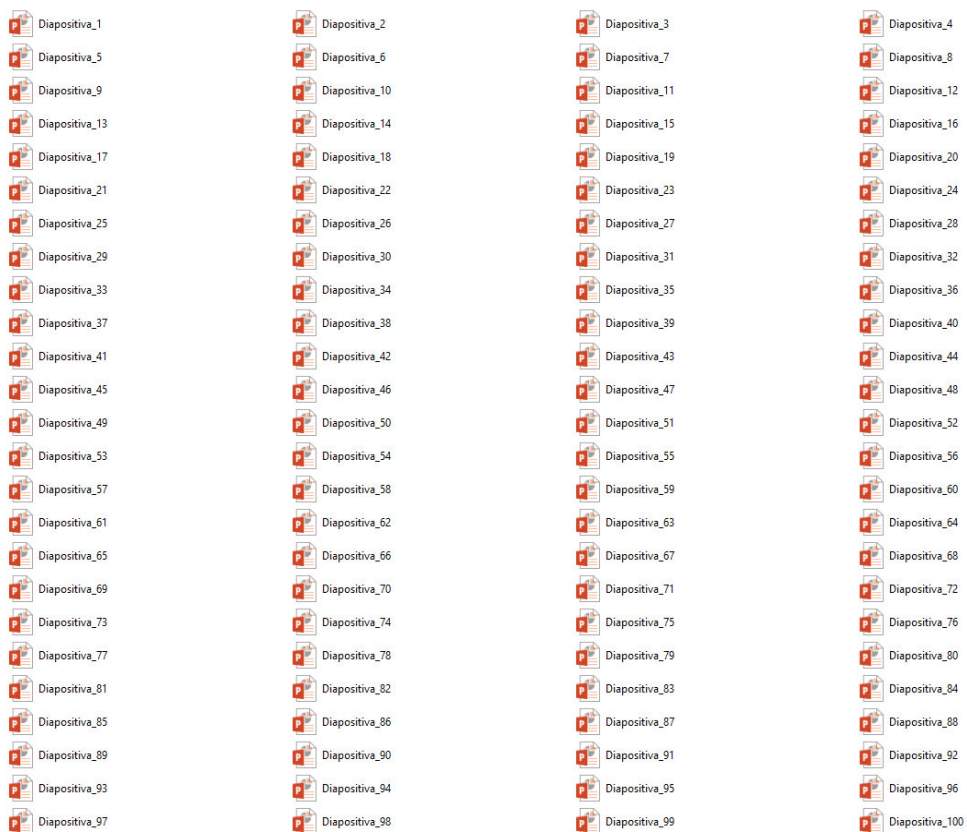 Diapositiva_1 Diapositiva_2 Diapositiva_3 Diapositiva_4
Diapositiva_5 Diapositiva_6 Diapositiva_7 Diapositiva_8
Diapositiva_9 Diapositiva_10 Diapositiva_11 Diapositiva_12
Diapositiva_13 Diapositiva_14 Diapositiva_15 Diapositiva_16
Diapositiva_17 Diapositiva_18 Diapositiva_19 Diapositiva_20
Diapositiva_21 Diapositiva_22 Diapositiva_23 Diapositiva_24
Diapositiva_25 Diapositiva_26 Diapositiva_27 Diapositiva_28
Diapositiva_29 Diapositiva_30 Diapositiva_31 Diapositiva_32
Diapositiva_33 Diapositiva_34 Diapositiva_35 Diapositiva_36
Diapositiva_37 Diapositiva_38 Diapositiva_39 Diapositiva_40
Diapositiva_41 Diapositiva_42 Diapositiva_43 Diapositiva_44
Diapositiva_45 Diapositiva_46 Diapositiva_47 Diapositiva_48
Diapositiva_49 Diapositiva_50 Diapositiva_51 Diapositiva_52
Diapositiva_53 Diapositiva_54 Diapositiva_55 Diapositiva_56
Diapositiva_57 Diapositiva_58 Diapositiva_59 Diapositiva_60
Diapositiva_61 Diapositiva_62 Diapositiva_63 Diapositiva_64
Diapositiva_65 Diapositiva_66 Diapositiva_67 Diapositiva_68
Diapositiva_69 Diapositiva_70 Diapositiva_71 Diapositiva_72
Diapositiva_73 Diapositiva_74 Diapositiva_75 Diapositiva_76
Diapositiva_77 Diapositiva_78 Diapositiva_79 Diapositiva_80
Diapositiva_81 Diapositiva_82 Diapositiva_83 Diapositiva_84
Diapositiva_85 Diapositiva_86 Diapositiva_87 Diapositiva_88
Diapositiva_89 Diapositiva_90 Diapositiva_91 Diapositiva_92
Diapositiva_93 Diapositiva_94 Diapositiva_95 Diapositiva_96
Diapositiva_97 Diapositiva_98 Diapositiva_99 Diapositiva_100